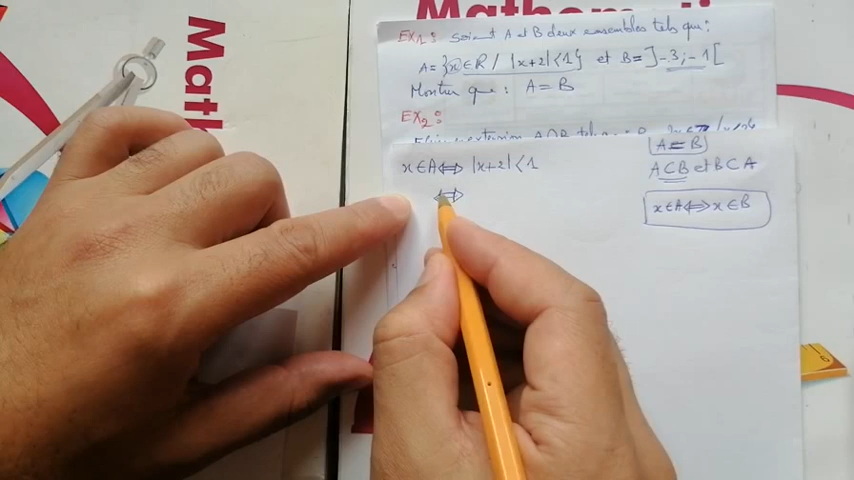 Mathemati
Math
EX1: Soient A et B deux ensembles tels que:
A = {x ∈ R / |x+2| < 1} et B = ]-3; -1[
Montrer que: A = B
EX2:
A = B
x ∈ A ⟺ |x+2| < 1
A ⊂ B et B ⊂ A
⟺
x ∈ A ⟺ x ∈ B